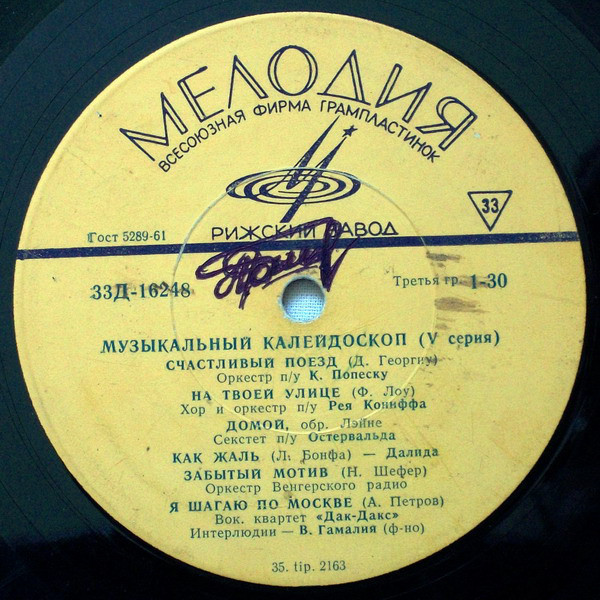 МЕЛОДИЯ
ВСЕСОЮЗНАЯ ФИРМА ГРАМПЛАСТИНОК
33
РИЖСКИЙ ЗАВОД
Гост 5289-61
33Д-16248
Третья гр. 1-30
МУЗЫКАЛЬНЫЙ КАЛЕЙДОСКОП (V серия)
СЧАСТЛИВЫЙ ПОЕЗД (Д. Георгиу)
Оркестр п/у К. Попеску
НА ТВОЕЙ УЛИЦЕ (Ф. Лоу)
Хор и оркестр п/у Рея Кониффа
ДОМОЙ, обр. Лэйне
Секстет п/у Остервальда
КАК ЖАЛЬ (Л. Бонфа) — Далида
ЗАБЫТЫЙ МОТИВ (Н. Шефер)
Оркестр Венгерского радио
Я ШАГАЮ ПО МОСКВЕ (А. Петров)
Вок. квартет «Дак-Дакс»
Интерлюдии — В. Гамалия (ф-но)
35. tip. 2163